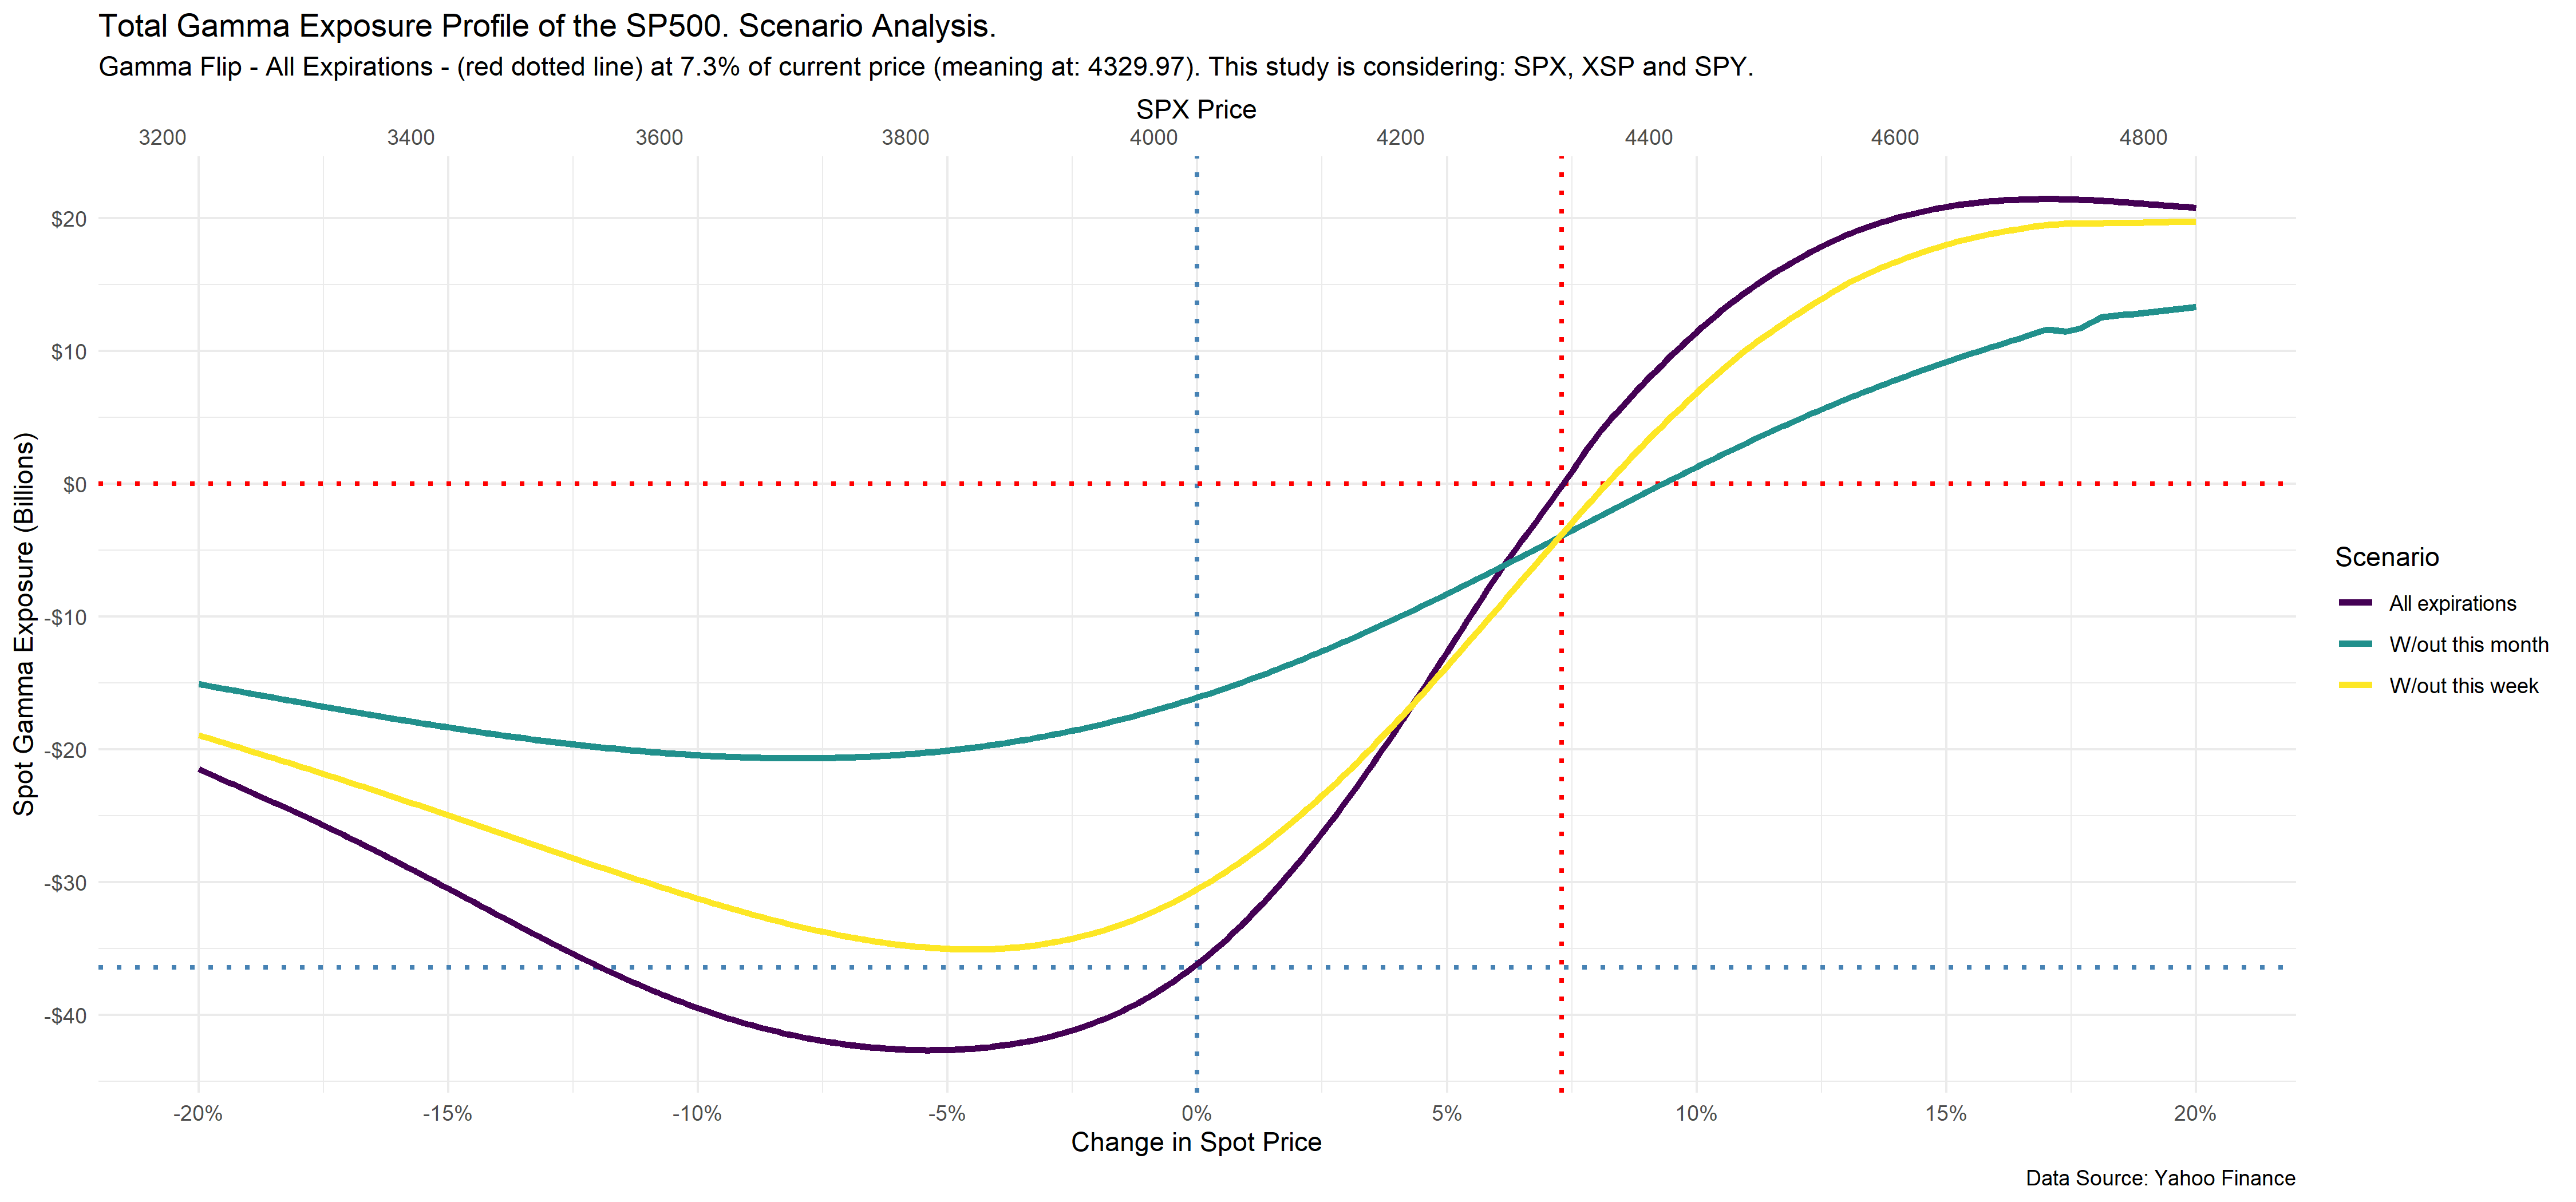 Total Gamma Exposure Profile of the SP500. Scenario Analysis.
Gamma Flip - All Expirations - (red dotted line) at 7.3% of current price (meaning at: 4329.97). This study is considering: SPX, XSP and SPY.
SPX Price
3200 3400 3600 3800 4000 4200 4400 4600 4800
Spot Gamma Exposure (Billions)
$20
$10
$0
-$10
-$20
-$30
-$40
-20% -15% -10% -5% 0% 5% 10% 15% 20%
Change in Spot Price
Scenario
All expirations
W/out this month
W/out this week
Data Source: Yahoo Finance